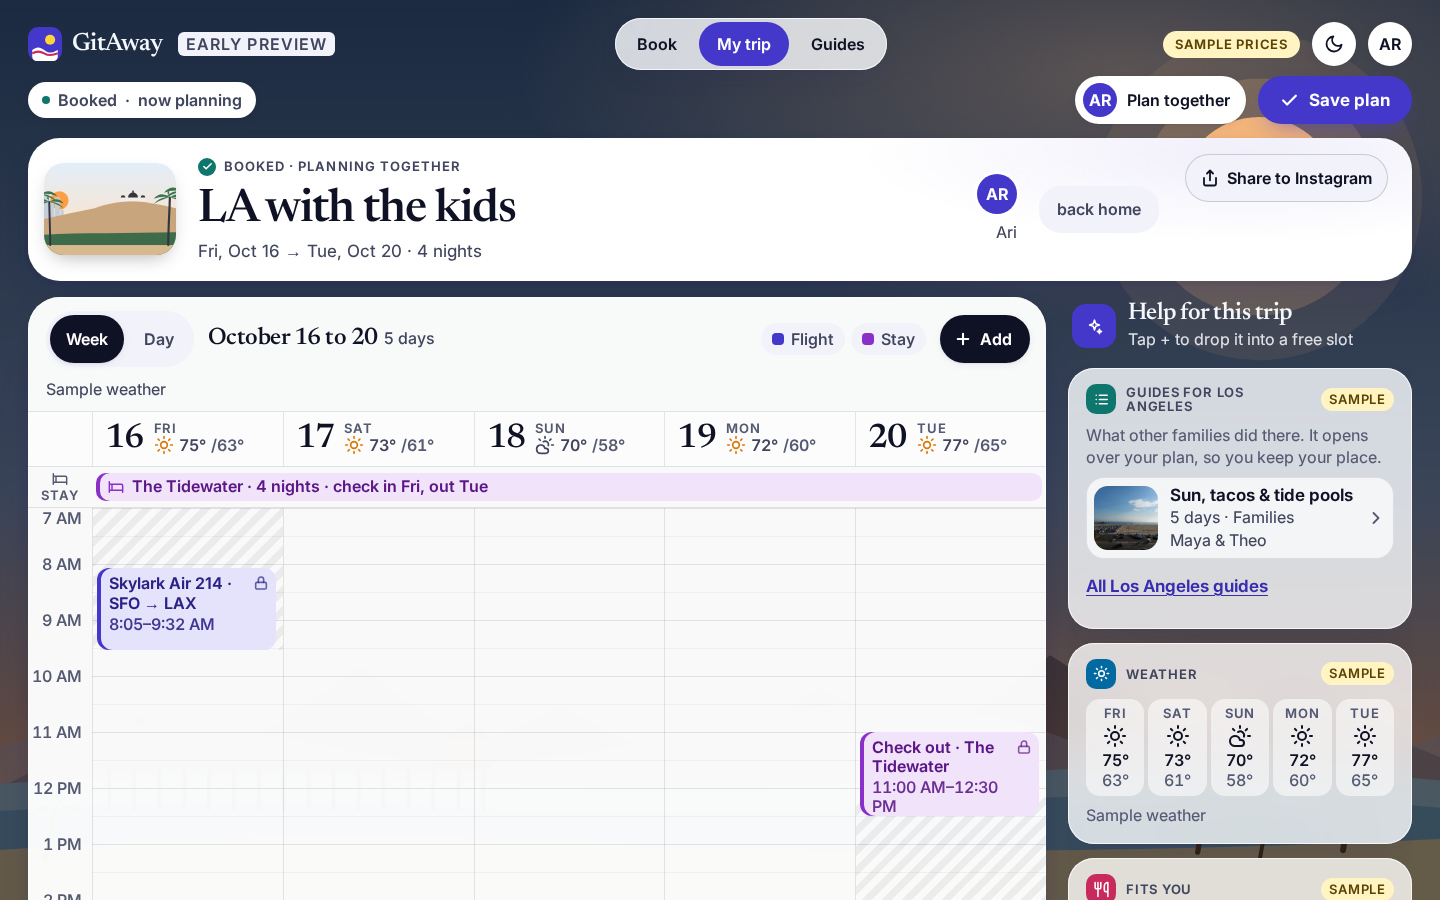 GitAway EARLY PREVIEW
Book My trip Guides
SAMPLE PRICES AR
Booked · now planning
AR Plan together Save plan
BOOKED · PLANNING TOGETHER
LA with the kids
Fri, Oct 16 → Tue, Oct 20 · 4 nights
AR
Ari
back home
Share to Instagram
Week Day October 16 to 20 5 days
Flight Stay + Add
Sample weather
16 FRI 75° /63°
17 SAT 73° /61°
18 SUN 70° /58°
19 MON 72° /60°
20 TUE 77° /65°
STAY
The Tidewater · 4 nights · check in Fri, out Tue
7 AM
8 AM
9 AM
10 AM
11 AM
12 PM
1 PM
2 PM
Skylark Air 214 ·
SFO → LAX
8:05–9:32 AM
Check out · The
Tidewater
11:00 AM–12:30
PM
Help for this trip
Tap + to drop it into a free slot
GUIDES FOR LOS
ANGELES
SAMPLE
What other families did there. It opens
over your plan, so you keep your place.
Sun, tacos & tide pools
5 days · Families
Maya & Theo
All Los Angeles guides
WEATHER SAMPLE
FRI SAT SUN MON TUE
75° 73° 70° 72° 77°
63° 61° 58° 60° 65°
Sample weather
FITS YOU SAMPLE